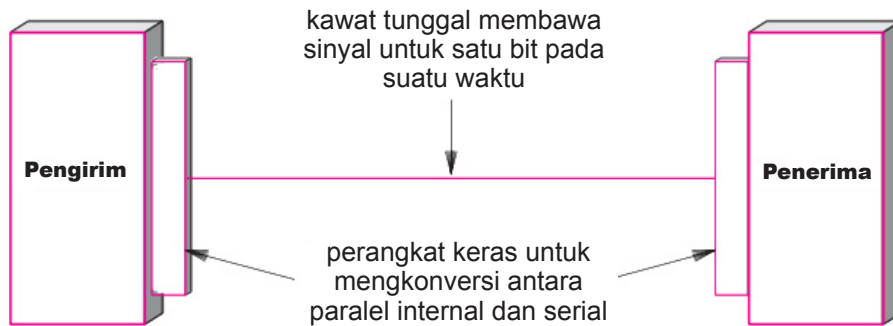 kawat tunggal membawa
sinyal untuk satu bit pada
suatu waktu
Pengirim
Penerima
perangkat keras untuk
mengkonversi antara
paralel internal dan serial